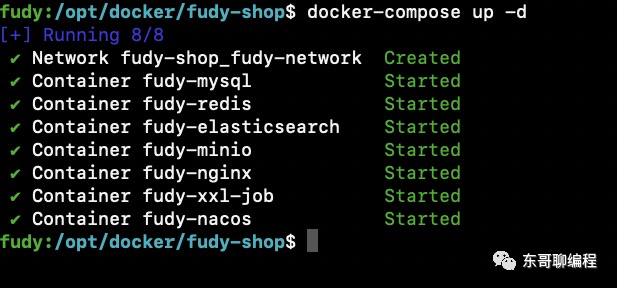 fudy:/opt/docker/fudy-shop$ docker-compose up -d
[+] Running 8/8
✔ Network fudy-shop_fudy-network  Created
✔ Container fudy-mysql            Started
✔ Container fudy-redis            Started
✔ Container fudy-elasticsearch    Started
✔ Container fudy-minio            Started
✔ Container fudy-nginx            Started
✔ Container fudy-xxl-job          Started
✔ Container fudy-nacos            Started
fudy:/opt/docker/fudy-shop$
东哥聊编程